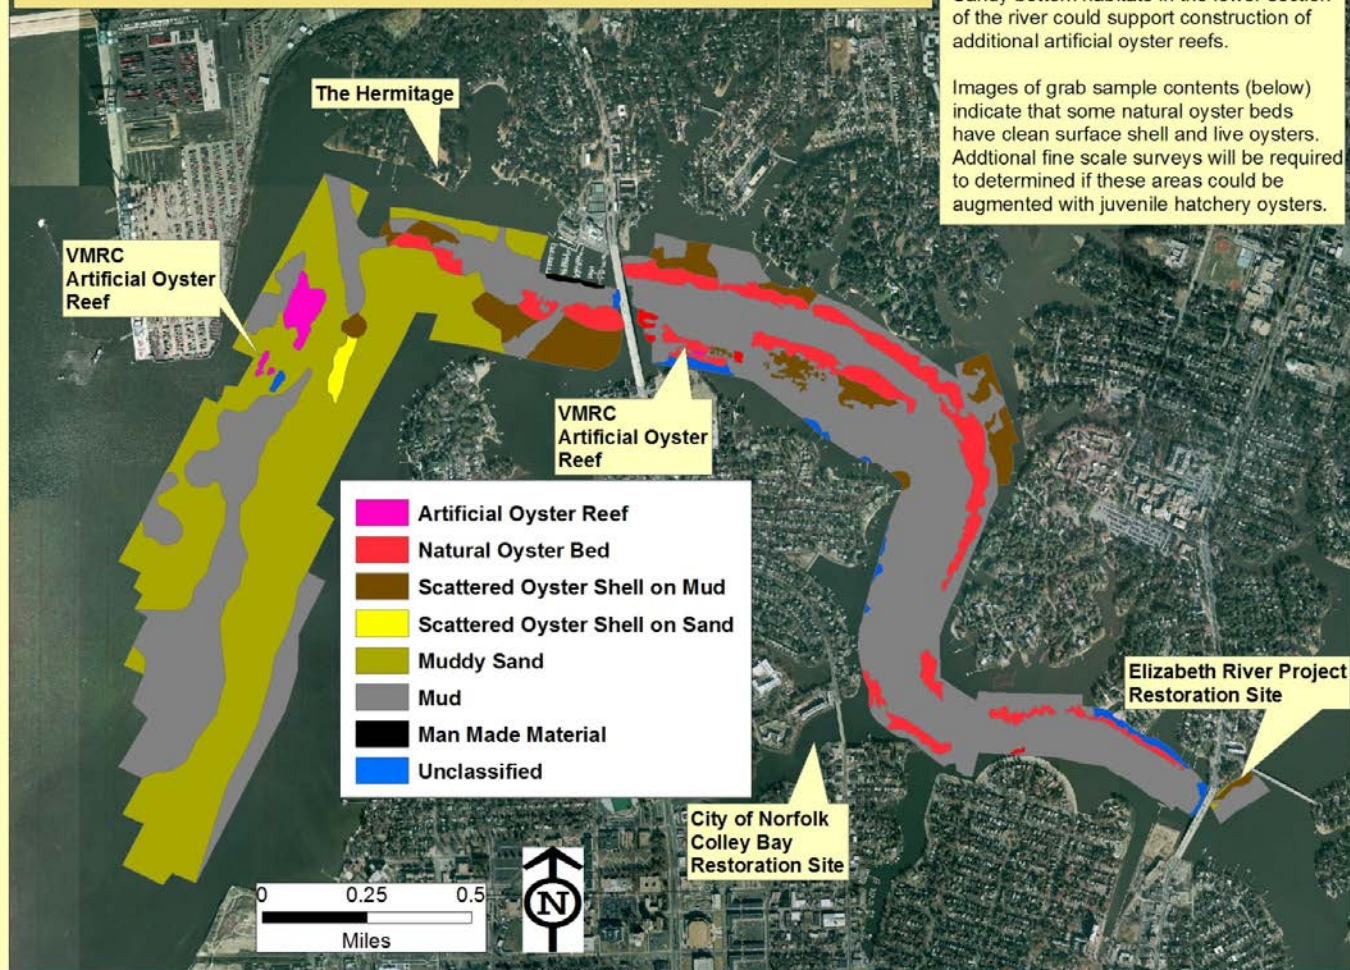 of the river could support construction of
additional artificial oyster reefs.
Images of grab sample contents (below)
indicate that some natural oyster beds
have clean surface shell and live oysters.
Addtional fine scale surveys will be required
to determined if these areas could be
augmented with juvenile hatchery oysters.
The Hermitage
VMRC
Artificial Oyster
Reef
VMRC
Artificial Oyster
Reef
Artificial Oyster Reef
Natural Oyster Bed
Scattered Oyster Shell on Mud
Scattered Oyster Shell on Sand
Muddy Sand
Mud
Man Made Material
Unclassified
Elizabeth River Project
Restoration Site
City of Norfolk
Colley Bay
Restoration Site
0 0.25 0.5
Miles
N